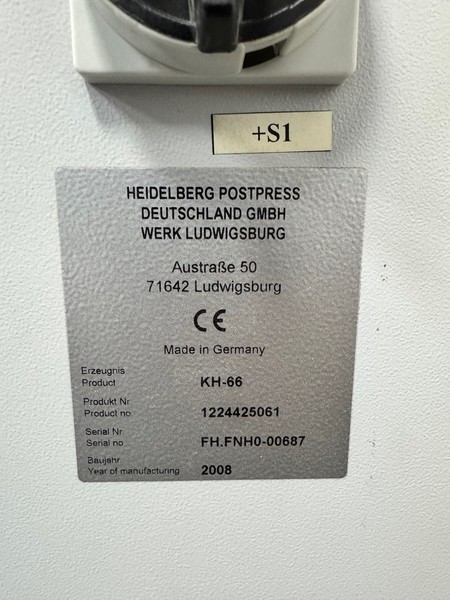 +S1
HEIDELBERG POSTPRESS
DEUTSCHLAND GMBH
WERK LUDWIGSBURG
Austraße 50
71642 Ludwigsburg
CE
Made in Germany
Erzeugnis
Product KH-66
Produkt Nr
Product no. 1224425061
Serial Nr.
Serial no FH.FNH0-00687
Baujahr
Year of manufacturing 2008